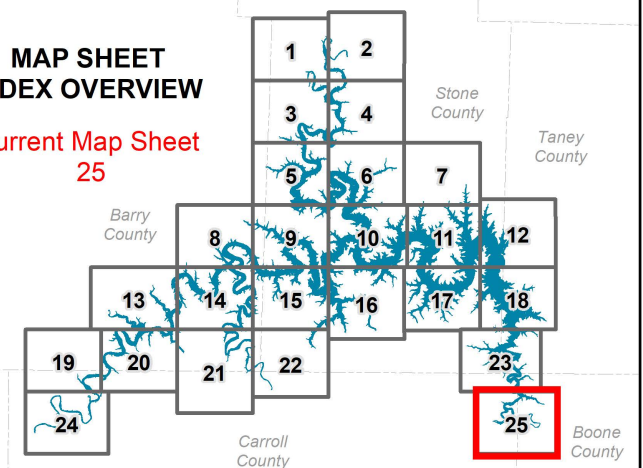 MAP SHEET
DEX OVERVIEW
urrent Map Sheet
25
1
2
Stone
County
3
4
Taney
County
5
6
7
Barry
County
8
9
10
11
12
13
14
15
16
17
18
19
20
21
22
23
24
25
Carroll
County
Boone
County